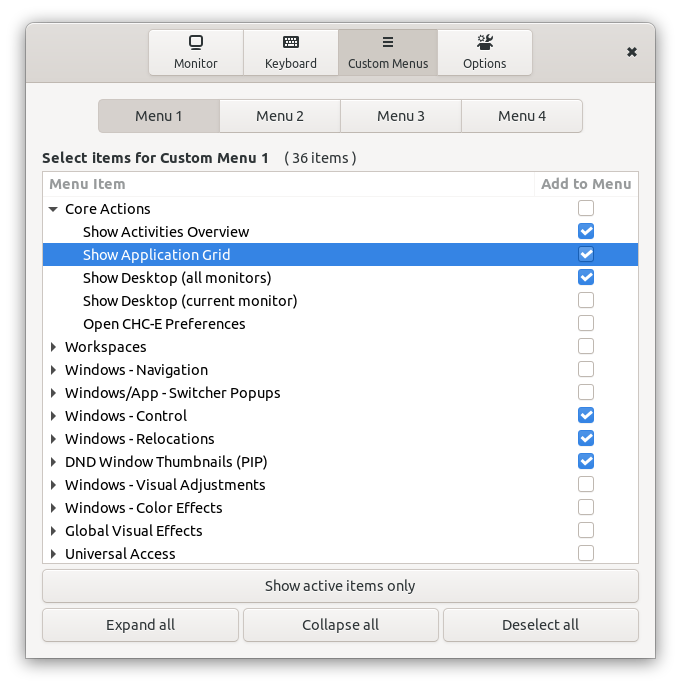 Monitor Keyboard Custom Menus Options
Menu 1 Menu 2 Menu 3 Menu 4
Select items for Custom Menu 1 ( 36 items )
Menu Item Add to Menu
Core Actions
Show Activities Overview
Show Application Grid
Show Desktop (all monitors)
Show Desktop (current monitor)
Open CHC-E Preferences
Workspaces
Windows - Navigation
Windows/App - Switcher Popups
Windows - Control
Windows - Relocations
DND Window Thumbnails (PIP)
Windows - Visual Adjustments
Windows - Color Effects
Global Visual Effects
Universal Access
Show active items only
Expand all Collapse all Deselect all